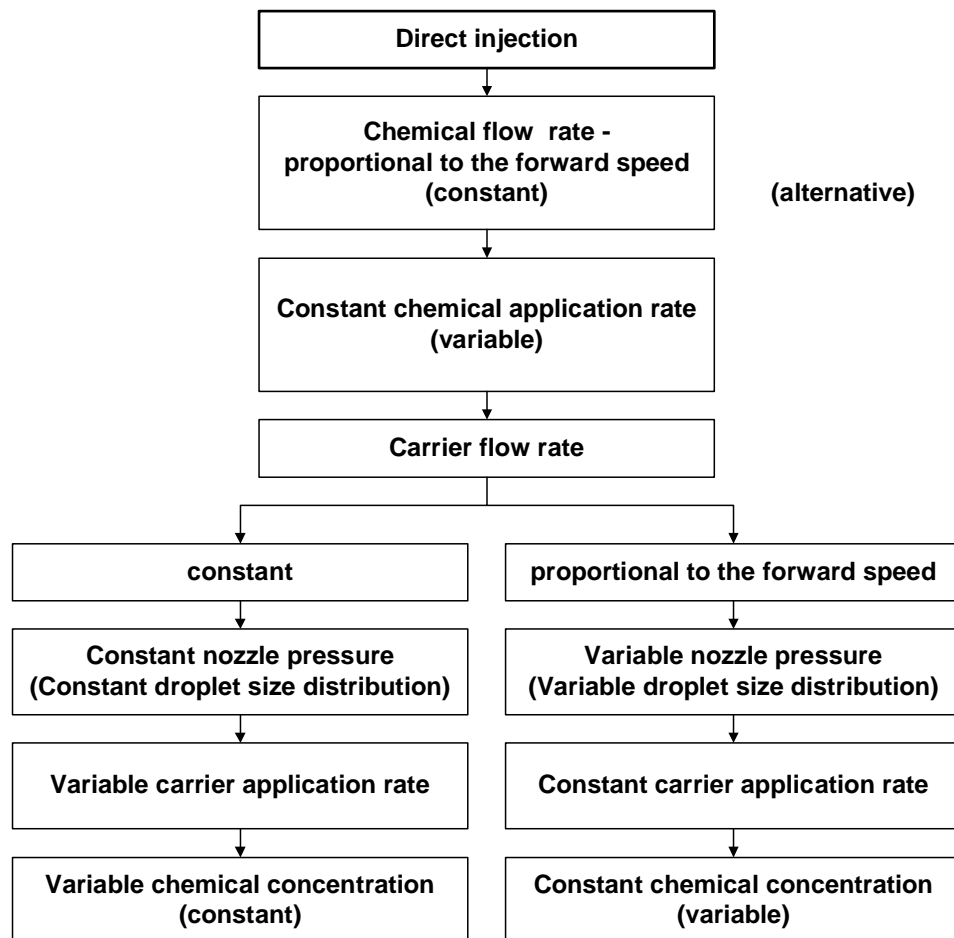 Direct injection
Chemical flow rate -
proportional to the forward speed
(constant)
(alternative)
Constant chemical application rate
(variable)
Carrier flow rate
constant
proportional to the forward speed
Constant nozzle pressure
(Constant droplet size distribution)
Variable nozzle pressure
(Variable droplet size distribution)
Variable carrier application rate
Constant carrier application rate
Variable chemical concentration
(constant)
Constant chemical concentration
(variable)